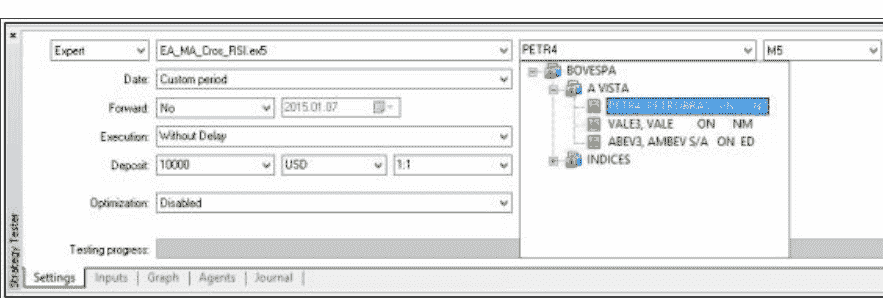 Expert EA_MA_Cros_RSI.ex5 PETR4 M5
Date: Custom period
Forward: No 2015.01.07
Execution: Without Delay
Deposit: 10000 USD 1:1
Optimization: Disabled
Testing progress:
BOVESPA
A VISTA
VALE3, VALE ON NM
ABEV3, AMBEV S/A ON ED
INDICES
Strategy Tester
Settings Inputs Graph Agents Journal